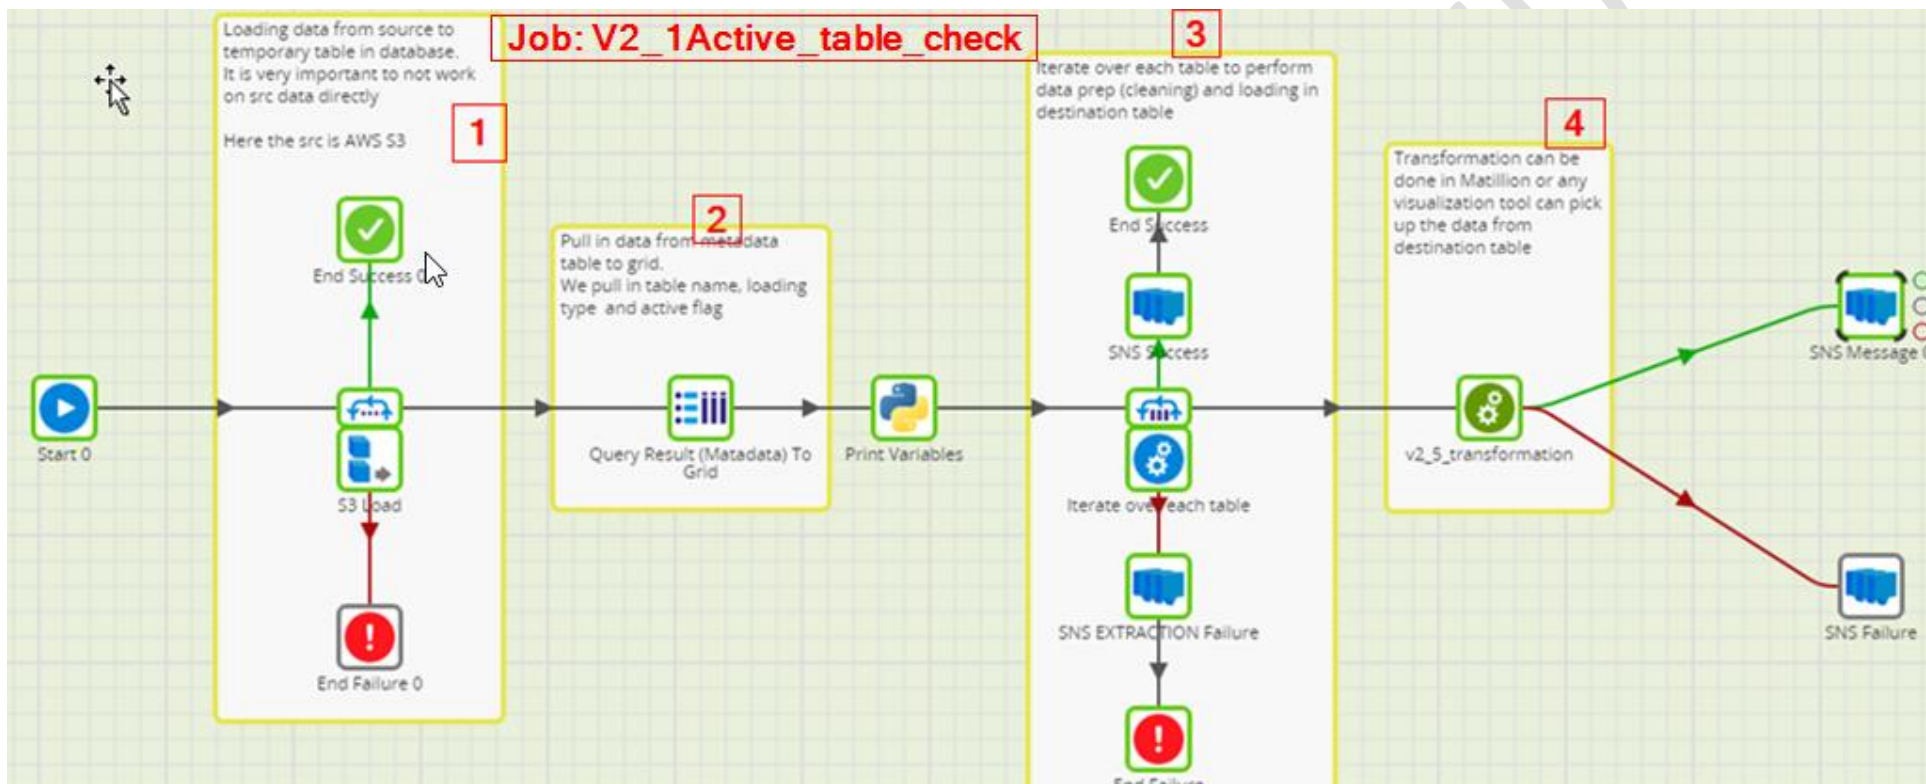 Loading data from source to
temporary table in database.
It is very important to not work
on src data directly
Here the src is AWS S3
Job: V2_1Active_table_check
1
End Success 0
Start 0
S3 Load
End Failure 0
2
Pull in data from metadata
table to grid.
We pull in table name, loading
type and active flag
Query Result (Matadata) To
Grid
Print Variables
3
Iterate over each table to perform
data prep (cleaning) and loading in
destination table
End Success
SNS Success
Iterate over each table
SNS EXTRACTION Failure
End Failure
4
Transformation can be
done in Matillion or any
visualization tool can pick
up the data from
destination table
v2_5_transformation
SNS Message
SNS Failure